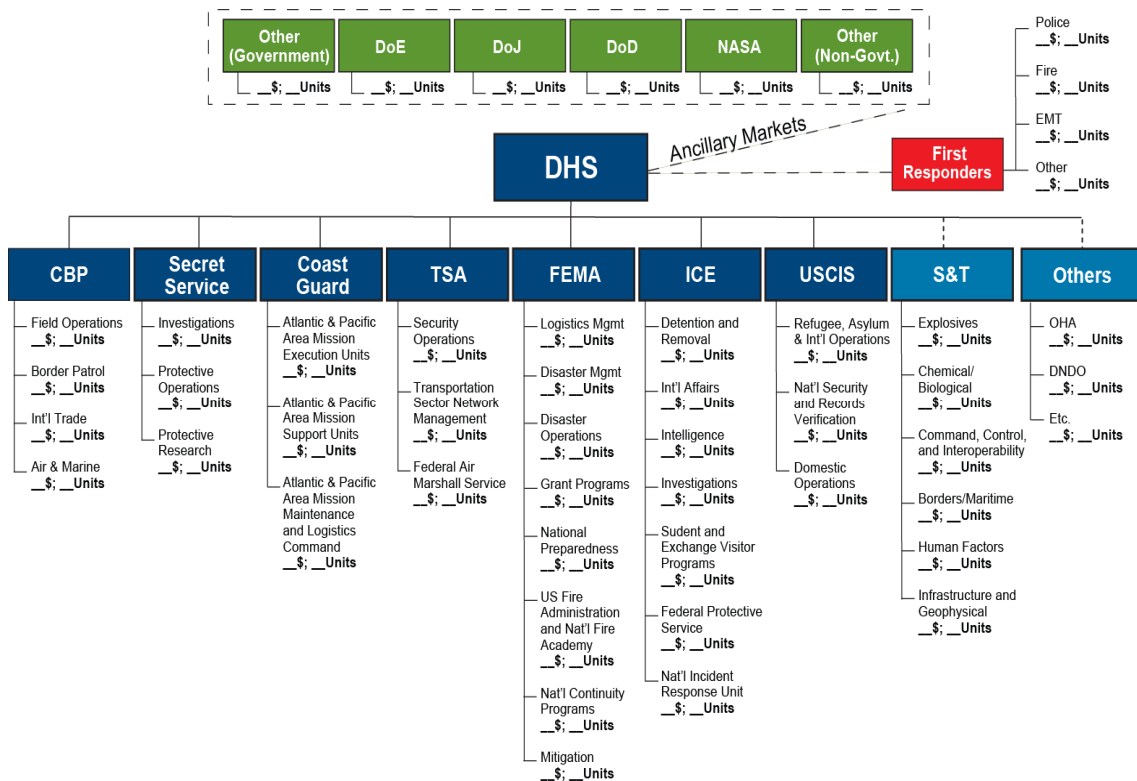 Other
(Government)
__$; __Units
DoE
__$; __Units
DoJ
__$; __Units
DoD
__$; __Units
NASA
__$; __Units
Other
(Non-Govt.)
__$; __Units
Ancillary Markets
DHS
First
Responders
Police
__$; __Units
Fire
__$; __Units
EMT
__$; __Units
Other
__$; __Units
CBP
Field Operations
__$; __Units
Border Patrol
__$; __Units
Int'l Trade
__$; __Units
Air & Marine
__$; __Units
Secret
Service
Investigations
__$; __Units
Protective
Operations
__$; __Units
Protective
Research
__$; __Units
Coast
Guard
Atlantic & Pacific
Area Mission
Execution Units
__$; __Units
Atlantic & Pacific
Area Mission
Support Units
__$; __Units
Atlantic & Pacific
Area Mission
Maintenance
and Logistics
Command
__$; __Units
TSA
Security
Operations
__$; __Units
Transportation
Sector Network
Management
__$; __Units
Federal Air
Marshall Service
__$; __Units
FEMA
Logistics Mgmt
__$; __Units
Disaster Mgmt
__$; __Units
Disaster
Operations
__$; __Units
Grant Programs
__$; __Units
National
Preparedness
__$; __Units
US Fire
Administration
and Nat'l Fire
Academy
__$; __Units
Nat'l Continuity
Programs
__$; __Units
Mitigation
__$; __Units
ICE
Detention and
Removal
__$; __Units
Int'l Affairs
__$; __Units
Intelligence
__$; __Units
Investigations
__$; __Units
Sudent and
Exchange Visitor
Programs
__$; __Units
Federal Protective
Service
__$; __Units
Nat'l Incident
Response Unit
__$; __Units
USCIS
Refugee, Asylum
& Int'l Operations
__$; __Units
Nat'l Security
and Records
Verification
__$; __Units
Domestic
Operations
__$; __Units
S&T
Explosives
__$; __Units
Chemical/
Biological
__$; __Units
Command, Control,
and Interoperability
__$; __Units
Borders/Maritime
__$; __Units
Human Factors
__$; __Units
Infrastructure and
Geophysical
__$; __Units
Others
OHA
__$; __Units
DNDO
__$; __Units
Etc.
__$; __Units